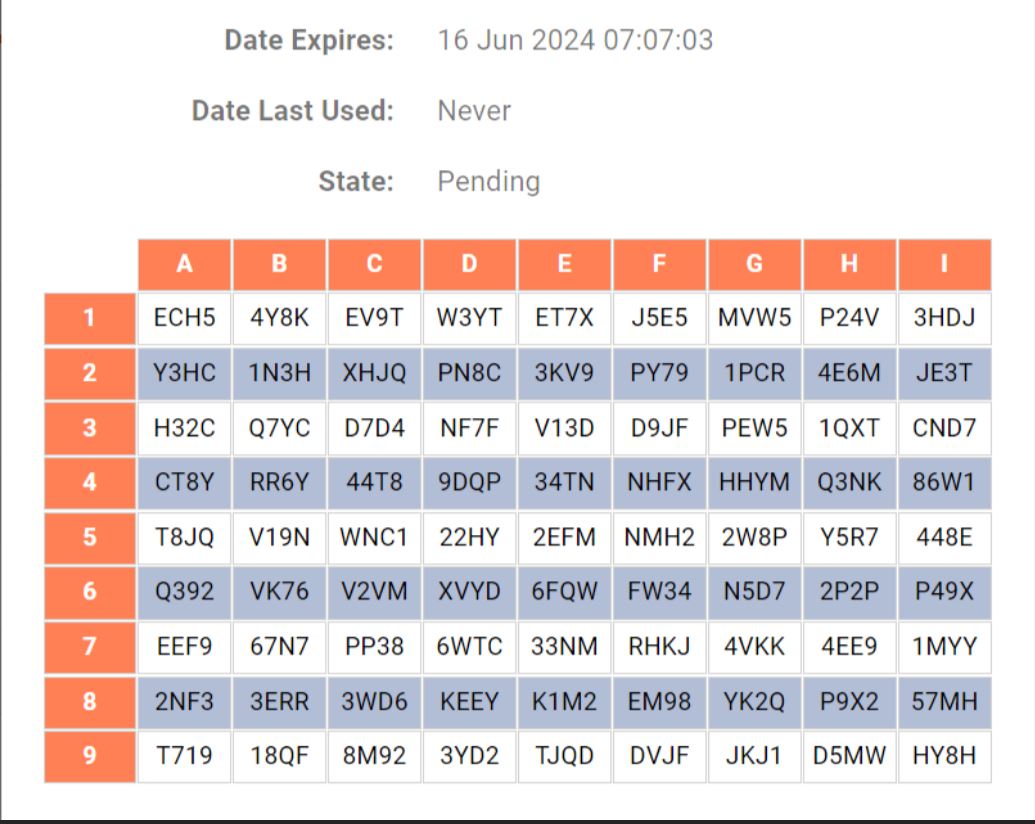 Date Expires: 16 Jun 2024 07:07:03
Date Last Used: Never
State: Pending
A B C D E F G H I
1 ECH5 4Y8K EV9T W3YT ET7X J5E5 MVW5 P24V 3HDJ
2 Y3HC 1N3H XHJQ PN8C 3KV9 PY79 1PCR 4E6M JE3T
3 H32C Q7YC D7D4 NF7F V13D D9JF PEW5 1QXT CND7
4 CT8Y RR6Y 44T8 9DQP 34TN NHFX HHYM Q3NK 86W1
5 T8JQ V19N WNC1 22HY 2EFM NMH2 2W8P Y5R7 448E
6 Q392 VK76 V2VM XVYD 6FQW FW34 N5D7 2P2P P49X
7 EEF9 67N7 PP38 6WTC 33NM RHKJ 4VKK 4EE9 1MYY
8 2NF3 3ERR 3WD6 KEEY K1M2 EM98 YK2Q P9X2 57MH
9 T719 18QF 8M92 3YD2 TJQD DVJF JKJ1 D5MW HY8H